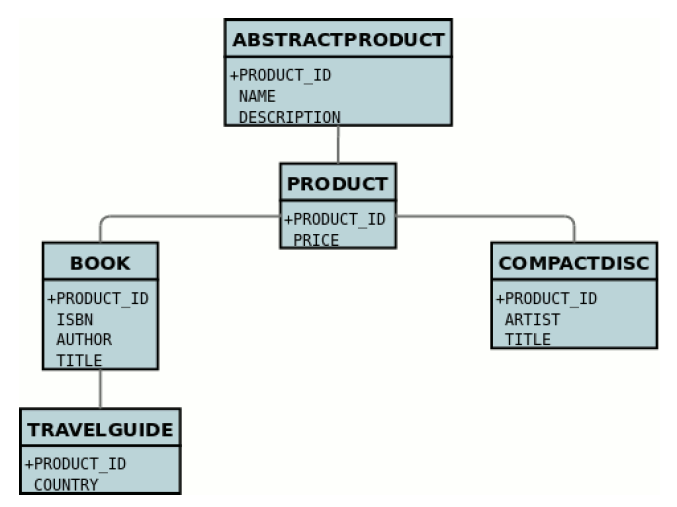 ABSTRACTPRODUCT
+PRODUCT_ID
NAME
DESCRIPTION
PRODUCT
+PRODUCT_ID
PRICE
BOOK
+PRODUCT_ID
ISBN
AUTHOR
TITLE
COMPACTDISC
+PRODUCT_ID
ARTIST
TITLE
TRAVELGUIDE
+PRODUCT_ID
COUNTRY